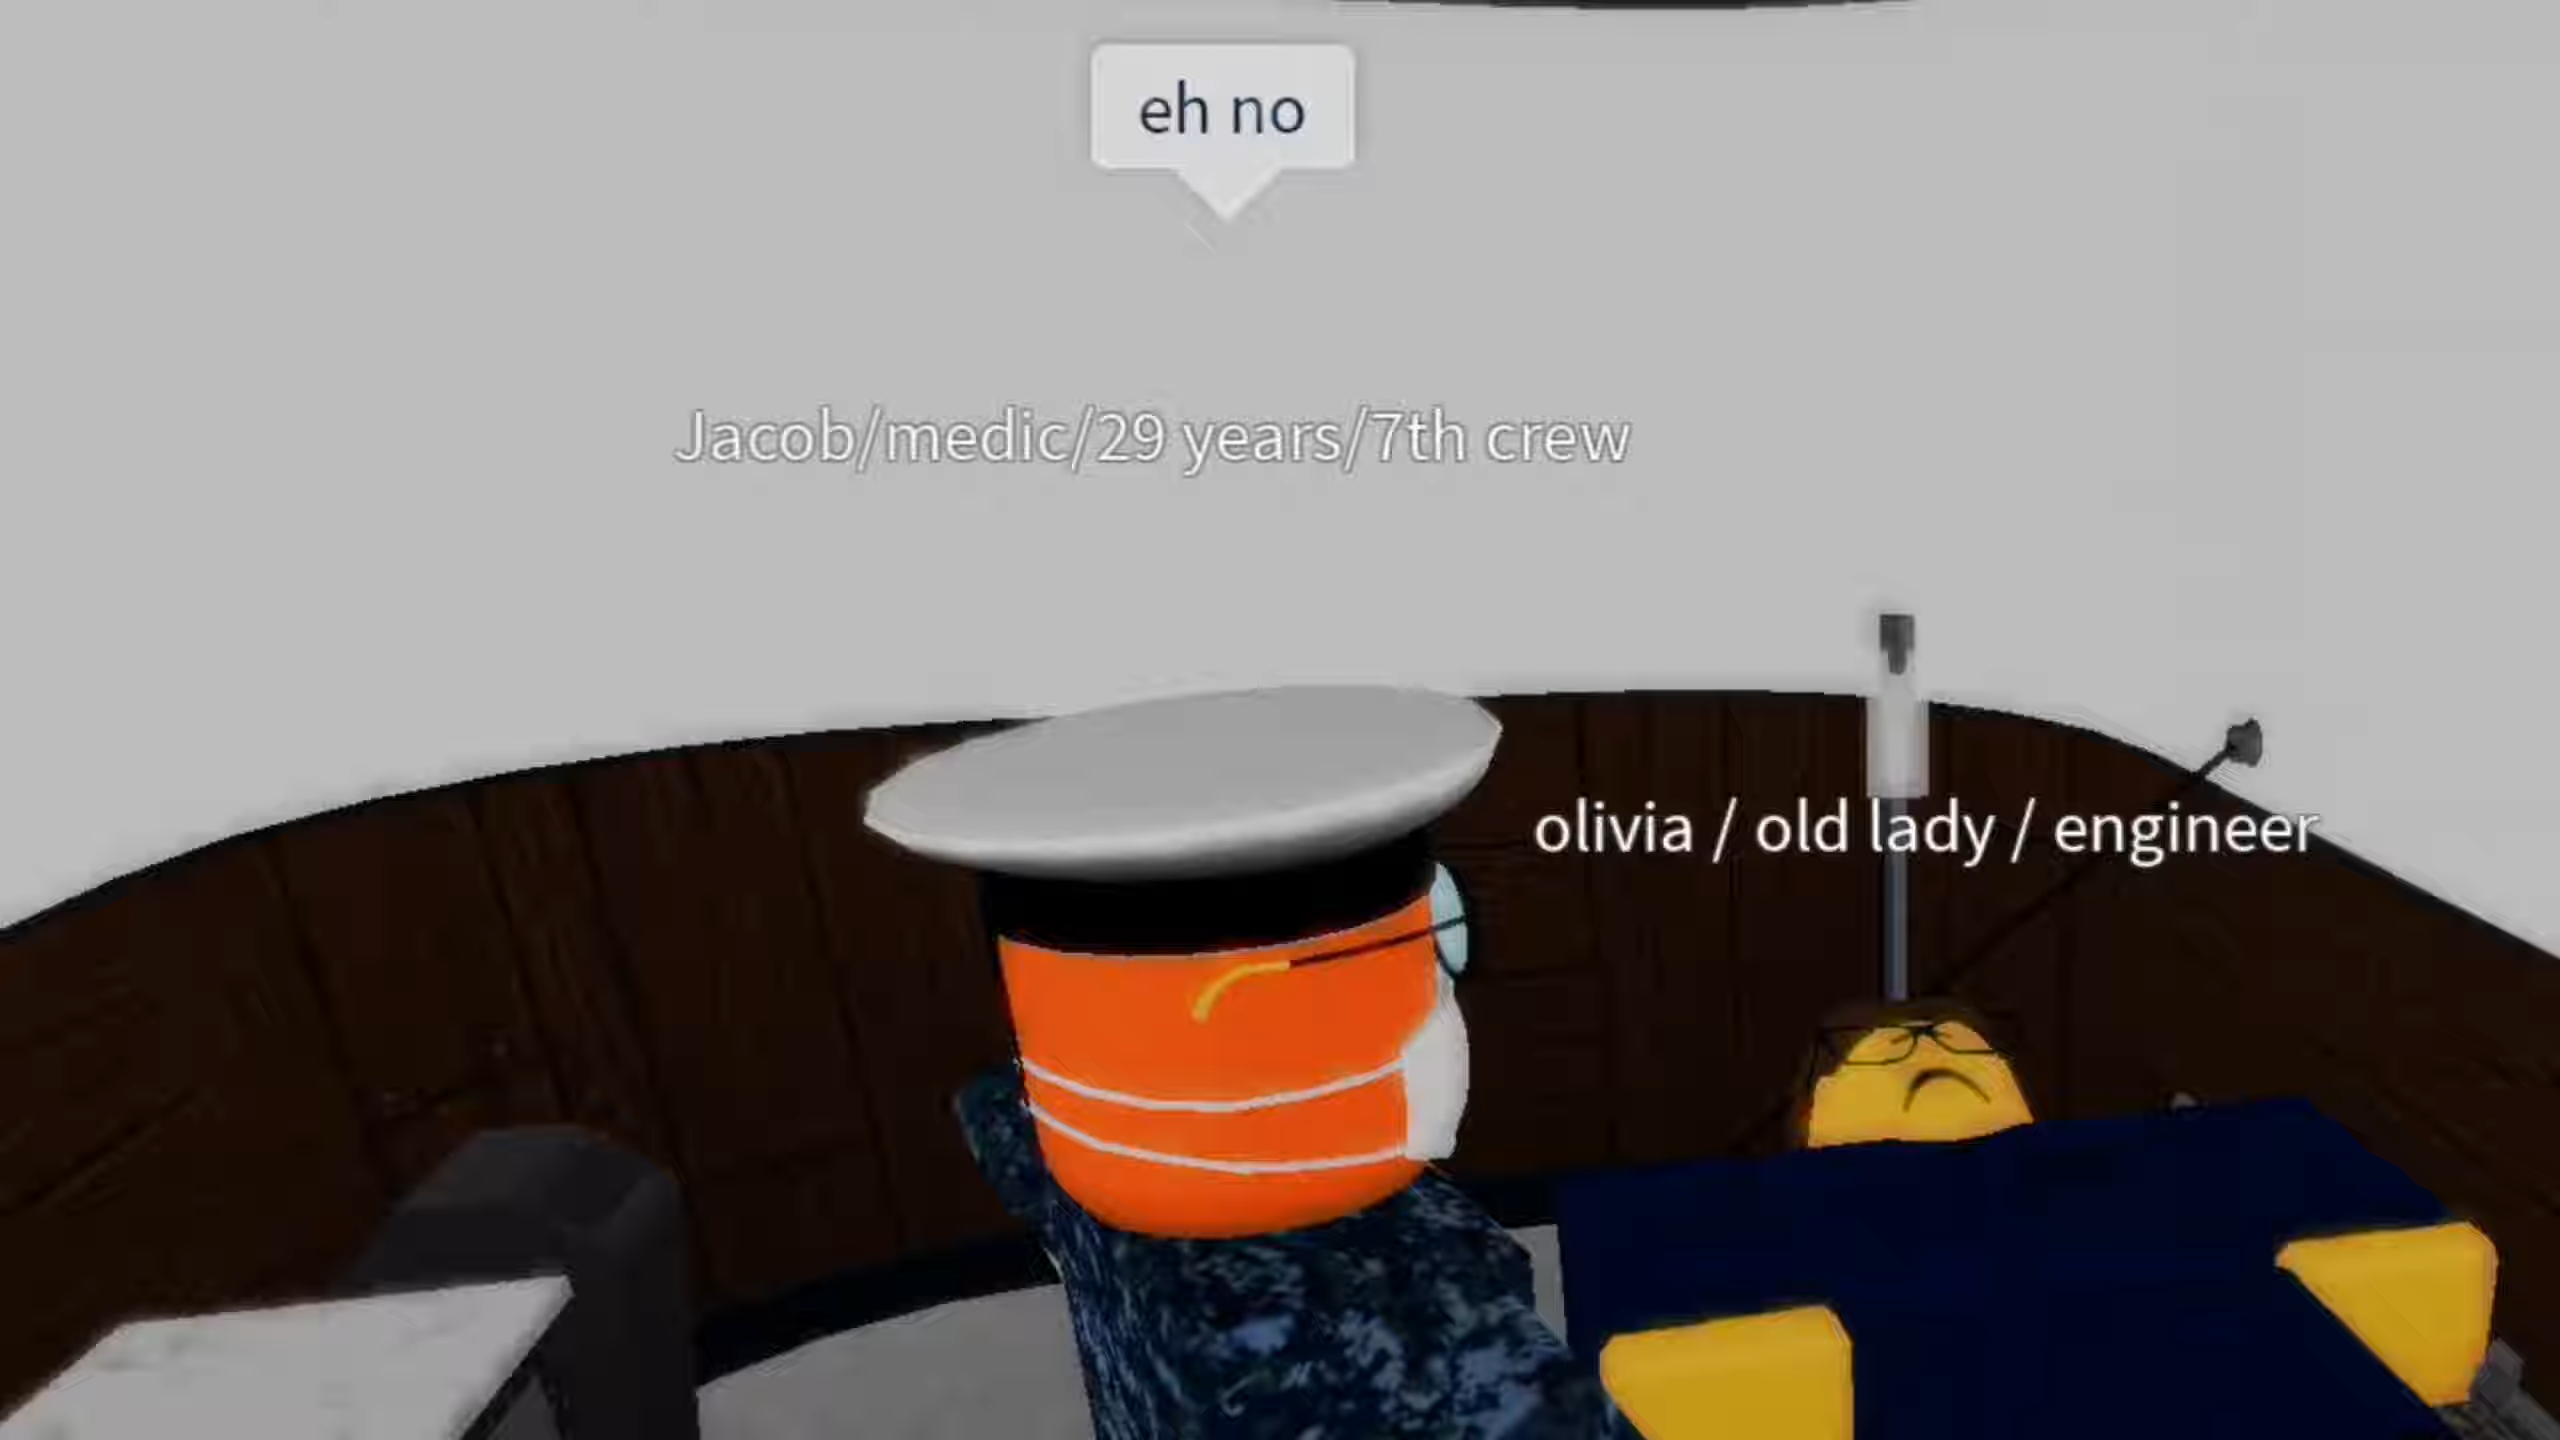 eh no
Jacob/medic/29 years/7th crew
olivia / old lady / engineer